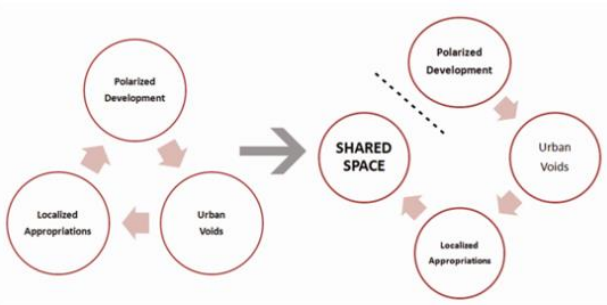 Polarized
Development
Localized
Appropriations
Urban
Voids
Polarized
Development
SHARED
SPACE
Urban
Voids
Localized
Appropriations